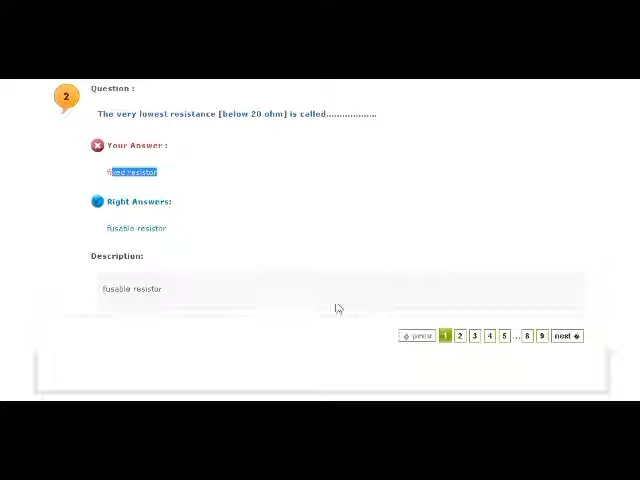 2
Question :
The very lowest resistance [below 20 ohm] is called..................
Your Answer :
fixed resistor
Right Answers:
fusable resistor
Description:
fusable resistor
� prev 1 2 3 4 5 ... 8 9 next �